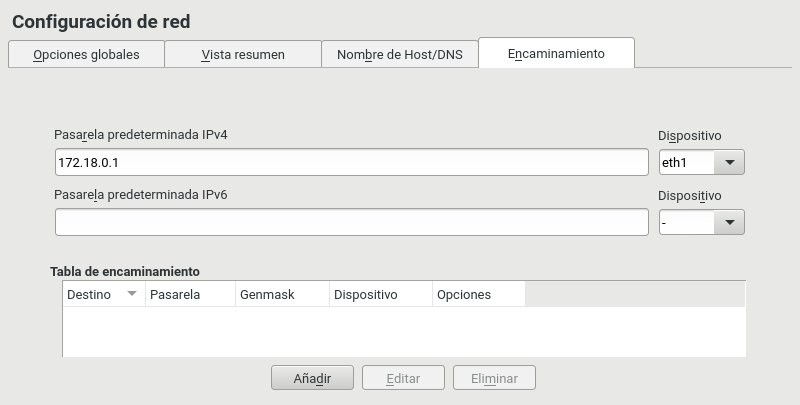 Configuración de red
Opciones globales Vista resumen Nombre de Host/DNS Encaminamiento
Pasarela predeterminada IPv4 Dispositivo
172.18.0.1 eth1
Pasarela predeterminada IPv6 Dispositivo
-
Tabla de encaminamiento
Destino Pasarela Genmask Dispositivo Opciones
Añadir Editar Eliminar